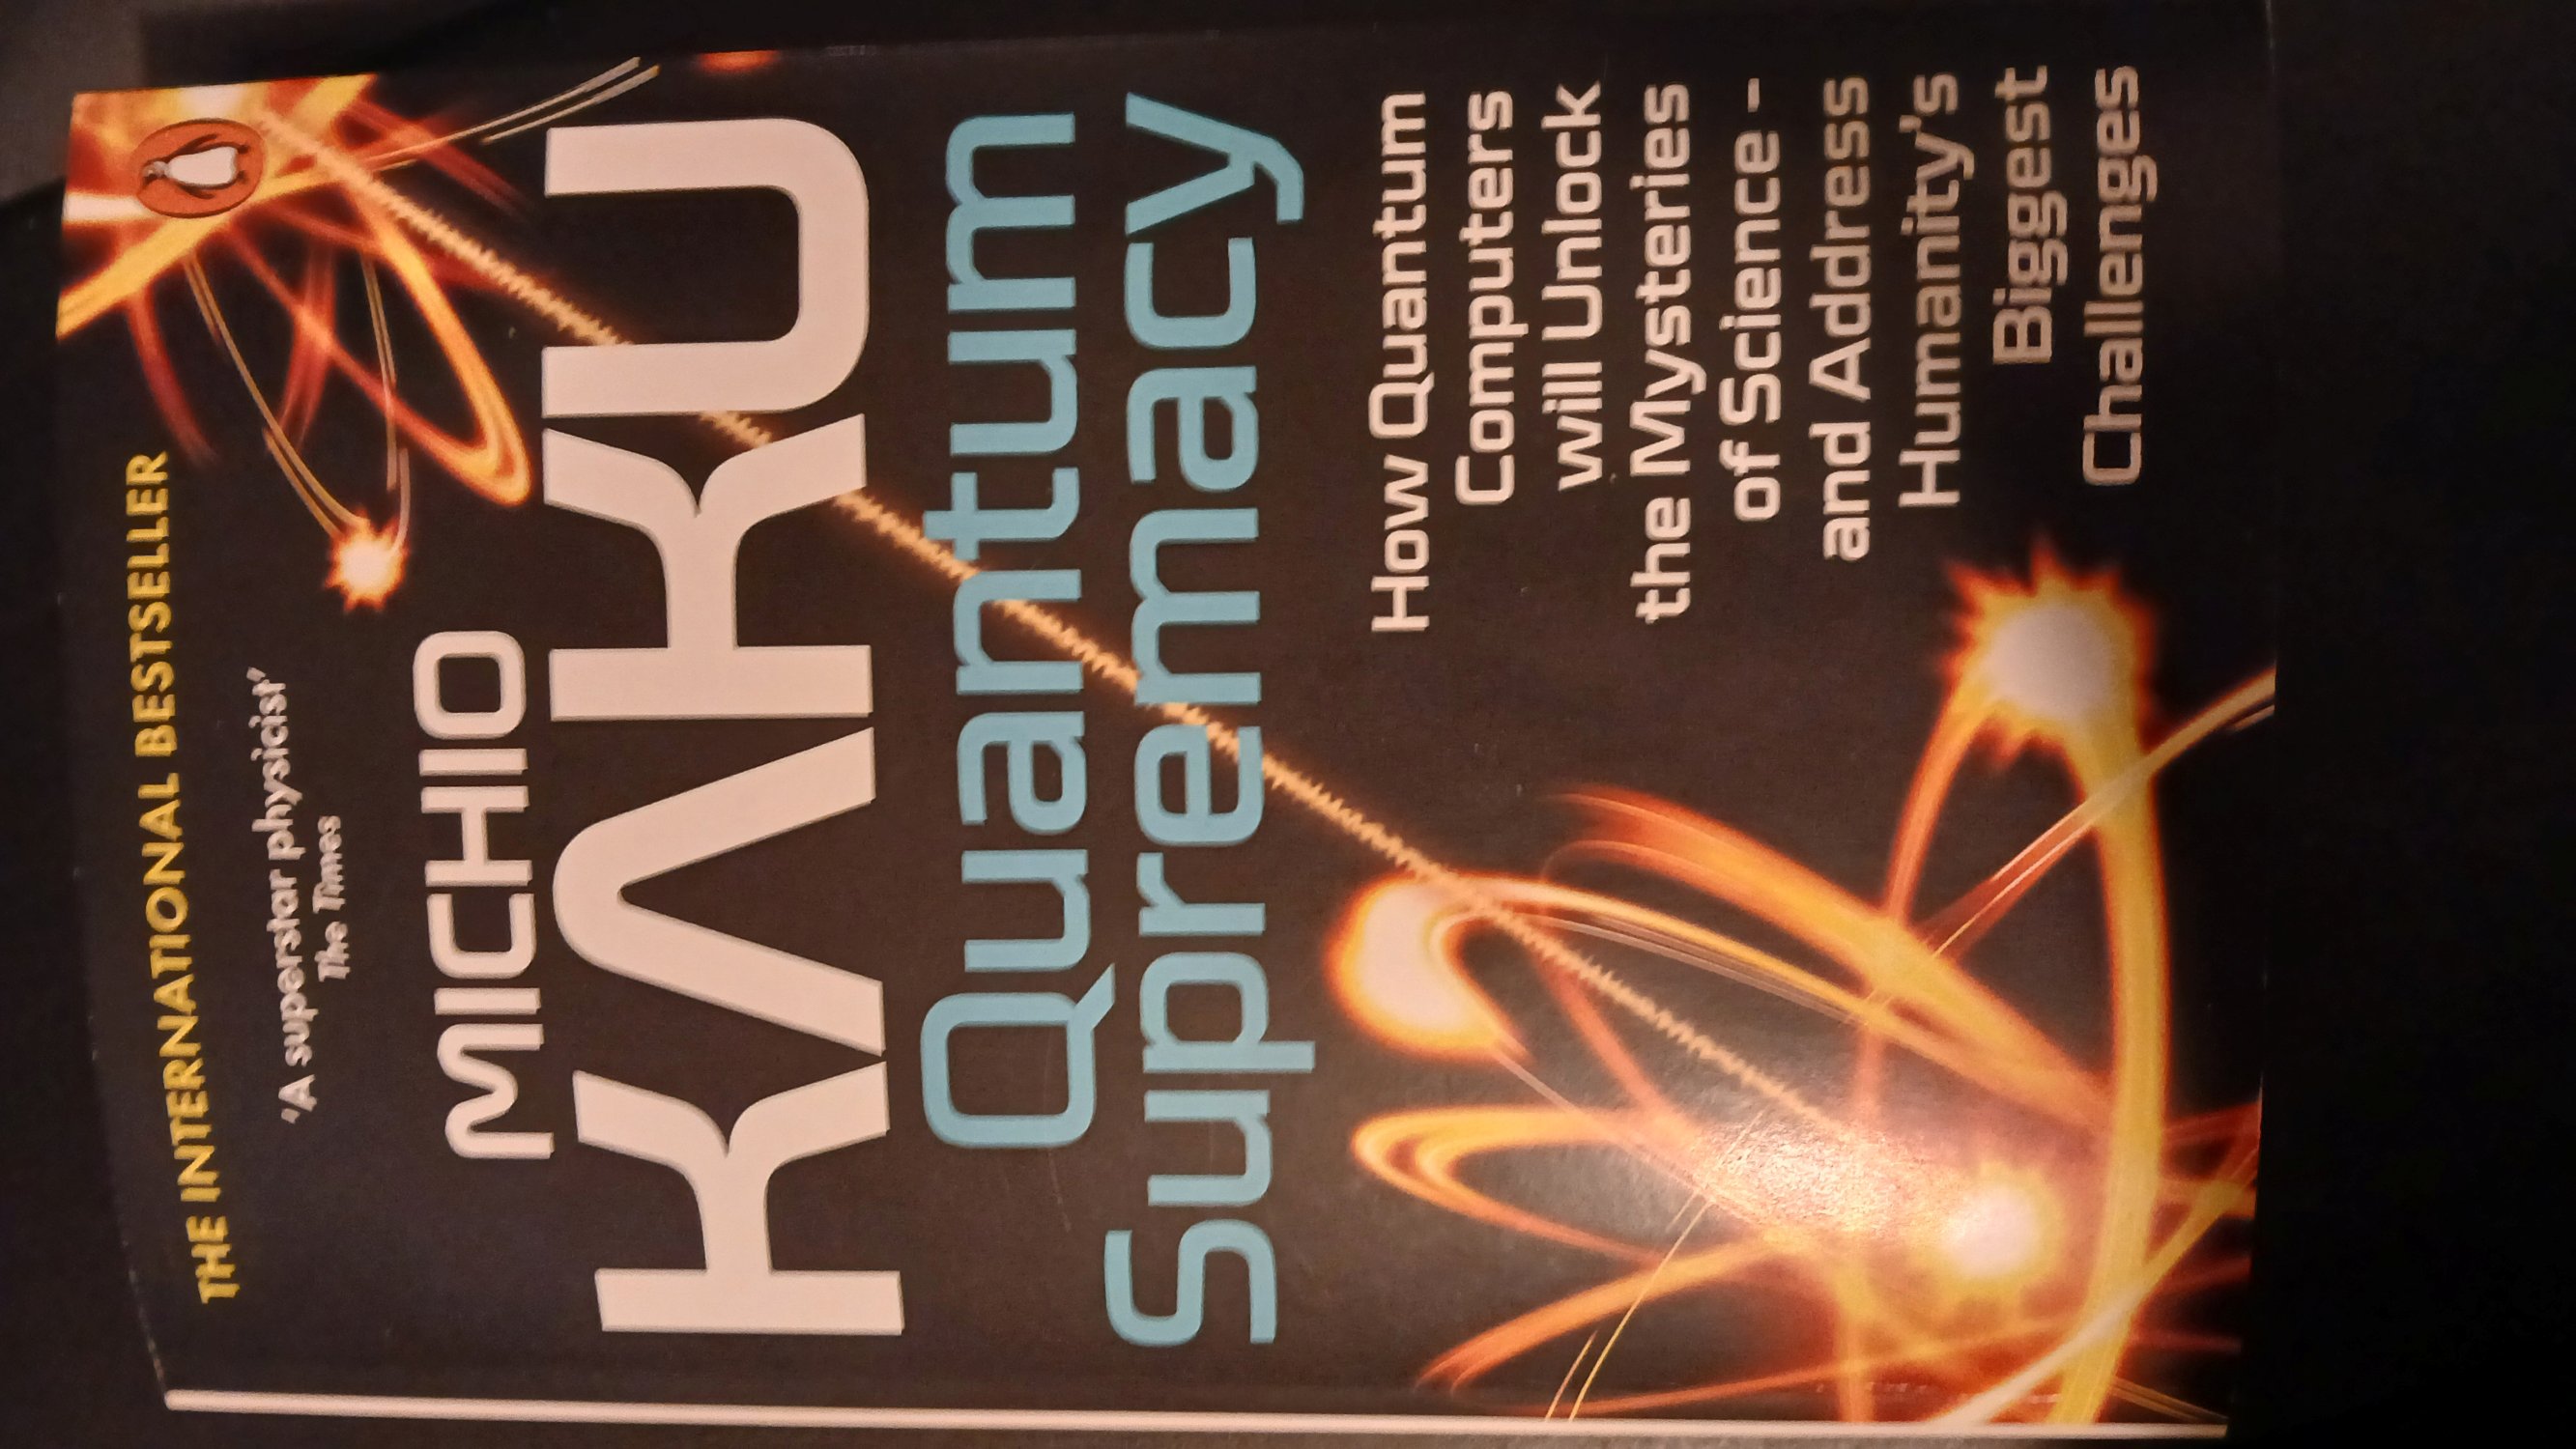 THE INTERNATIONAL BESTSELLER
'A superstar physicist'
The Times
MICHIO
KAKU
Quantum
Supremacy
How Quantum
Computers
will Unlock
the Mysteries
of Science –
and Address
Humanity's
Biggest
Challenges